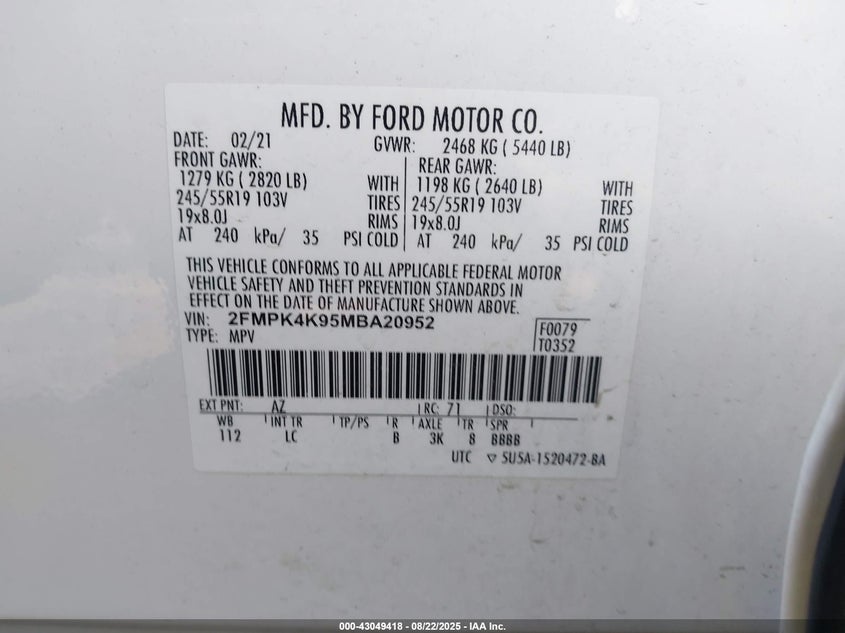 MFD. BY FORD MOTOR CO.
DATE: 02/21 GVWR: 2468 KG ( 5440 LB)
FRONT GAWR: REAR GAWR:
1279 KG ( 2820 LB) WITH 1198 KG ( 2640 LB) WITH
245/55R19 103V TIRES 245/55R19 103V TIRES
19x8.0J RIMS 19x8.0J RIMS
AT 240 kPa/ 35 PSI COLD AT 240 kPa/ 35 PSI COLD
THIS VEHICLE CONFORMS TO ALL APPLICABLE FEDERAL MOTOR
VEHICLE SAFETY AND THEFT PREVENTION STANDARDS IN
EFFECT ON THE DATE OF MANUFACTURE SHOWN ABOVE.
VIN: 2FMPK4K95MBA20952 F0079
TYPE: MPV T0352
EXT PNT: AZ RC: 71 DSO:
WB INT TR TP/PS R AXLE TR SPR
112 LC B 3K 8 BBBB
UTC ▽ 5U5A-1520472-BA
000-43049418 - 08/22/2025 - IAA Inc.